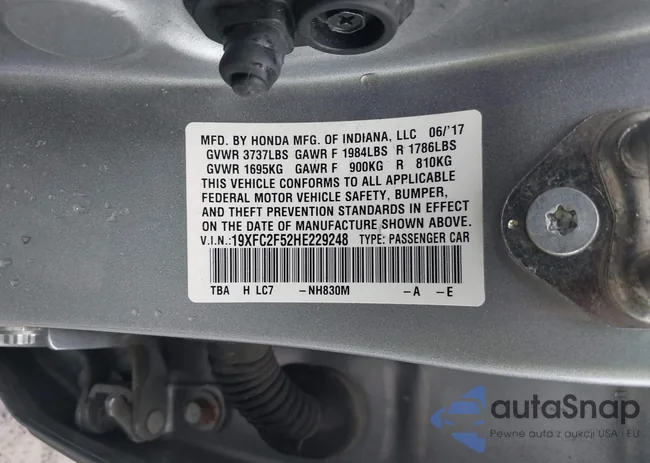 MFD. BY HONDA MFG. OF INDIANA, LLC 06/'17
GVWR 3737LBS GAWR F 1984LBS R 1786LBS
GVWR 1695KG GAWR F 900KG R 810KG
THIS VEHICLE CONFORMS TO ALL APPLICABLE
FEDERAL MOTOR VEHICLE SAFETY, BUMPER,
AND THEFT PREVENTION STANDARDS IN EFFECT
ON THE DATE OF MANUFACTURE SHOWN ABOVE.
V.I.N.:19XFC2F52HE229248 TYPE: PASSENGER CAR
TBA H LC7 -NH830M -A -E
autaSnap
Pewne auta z aukcji USA i EU